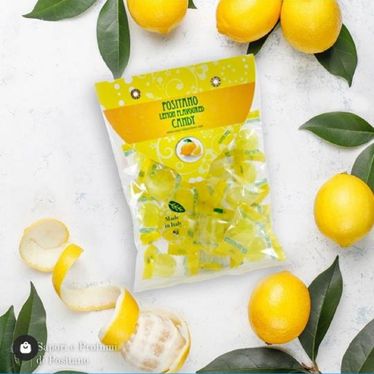 POSITANO
LEMON FLAVOURED
CANDY
Made
in Italy
Sapori e Profumi
di Positano